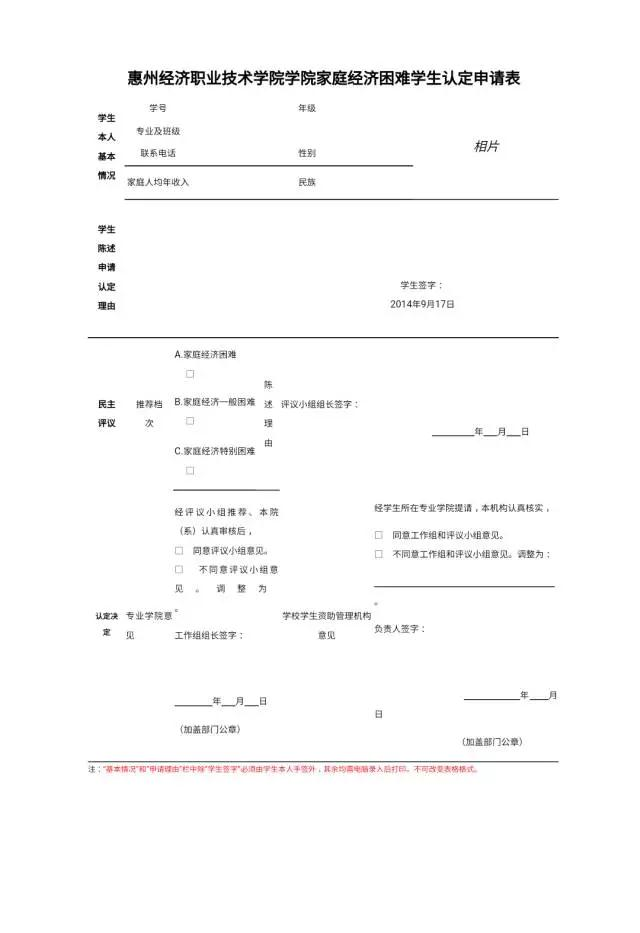 惠州经济职业技术学院学院家庭经济困难学生认定申请表
学生
本人
基本
情况
学号
年级
专业及班级
联系电话
性别
相片
家庭人均年收入
民族
学生
陈述
申请
认定
理由
学生签字：
2014年9月17日
民主
评议
推荐档
次
A.家庭经济困难
□
B.家庭经济一般困难
□
C.家庭经济特别困难
□
陈
述
理
由
评议小组组长签字：
________年___月___日
认定决
定
专业学院意
见
经评议小组推荐、本院
（系）认真审核后，
□ 同意评议小组意见。
□ 不同意评议小组意
见。调整为
。
工作组组长签字：
_______年___月___日
（加盖部门公章）
学校学生资助管理机构
意见
经学生所在专业学院提请，本机构认真核实，
□ 同意工作组和评议小组意见。
□ 不同意工作组和评议小组意见。调整为：
。
负责人签字：
__________年____月
日
（加盖部门公章）
注：“基本情况”和“申请理由”栏中除“学生签字”必须由学生本人手签外，其余均需电脑录入后打印。不可改变表格格式。